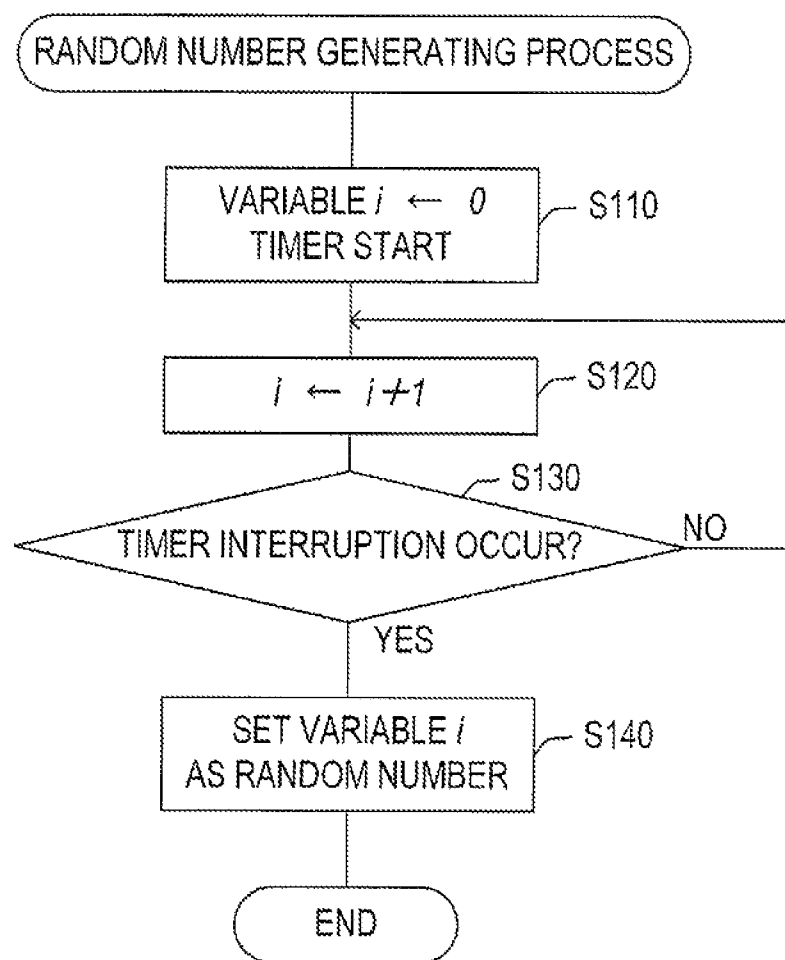 RANDOM NUMBER GENERATING PROCESS
VARIABLE i ← 0
TIMER START
S110
i ← i+1
S120
S130
TIMER INTERRUPTION OCCUR?
NO
YES
SET VARIABLE i
AS RANDOM NUMBER
S140
END